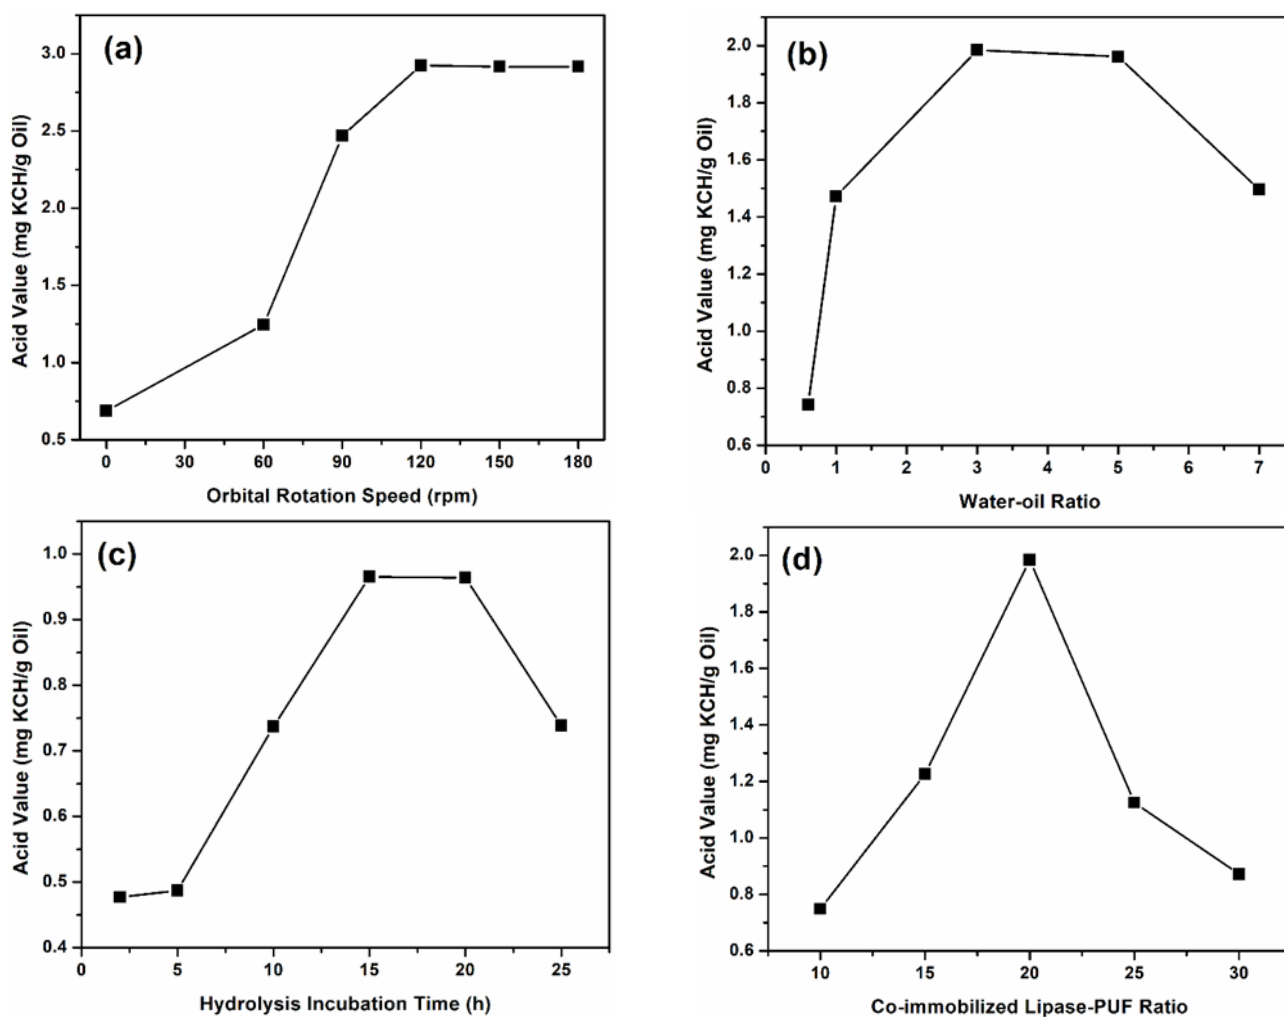 (a)
Acid Value (mg KCH/g Oil)
3.0
2.5
2.0
1.5
1.0
0.5
0 30 60 90 120 150 180
Orbital Rotation Speed (rpm)
(b)
Acid Value (mg KCH/g Oil)
2.0
1.8
1.6
1.4
1.2
1.0
0.8
0.6
0 1 2 3 4 5 6 7
Water-oil Ratio
(c)
Acid Value (mg KCH/g Oil)
1.0
0.9
0.8
0.7
0.6
0.5
0.4
0 5 10 15 20 25
Hydrolysis Incubation Time (h)
(d)
Acid Value (mg KCH/g Oil)
2.0
1.8
1.6
1.4
1.2
1.0
0.8
0.6
10 15 20 25 30
Co-immobilized Lipase-PUF Ratio